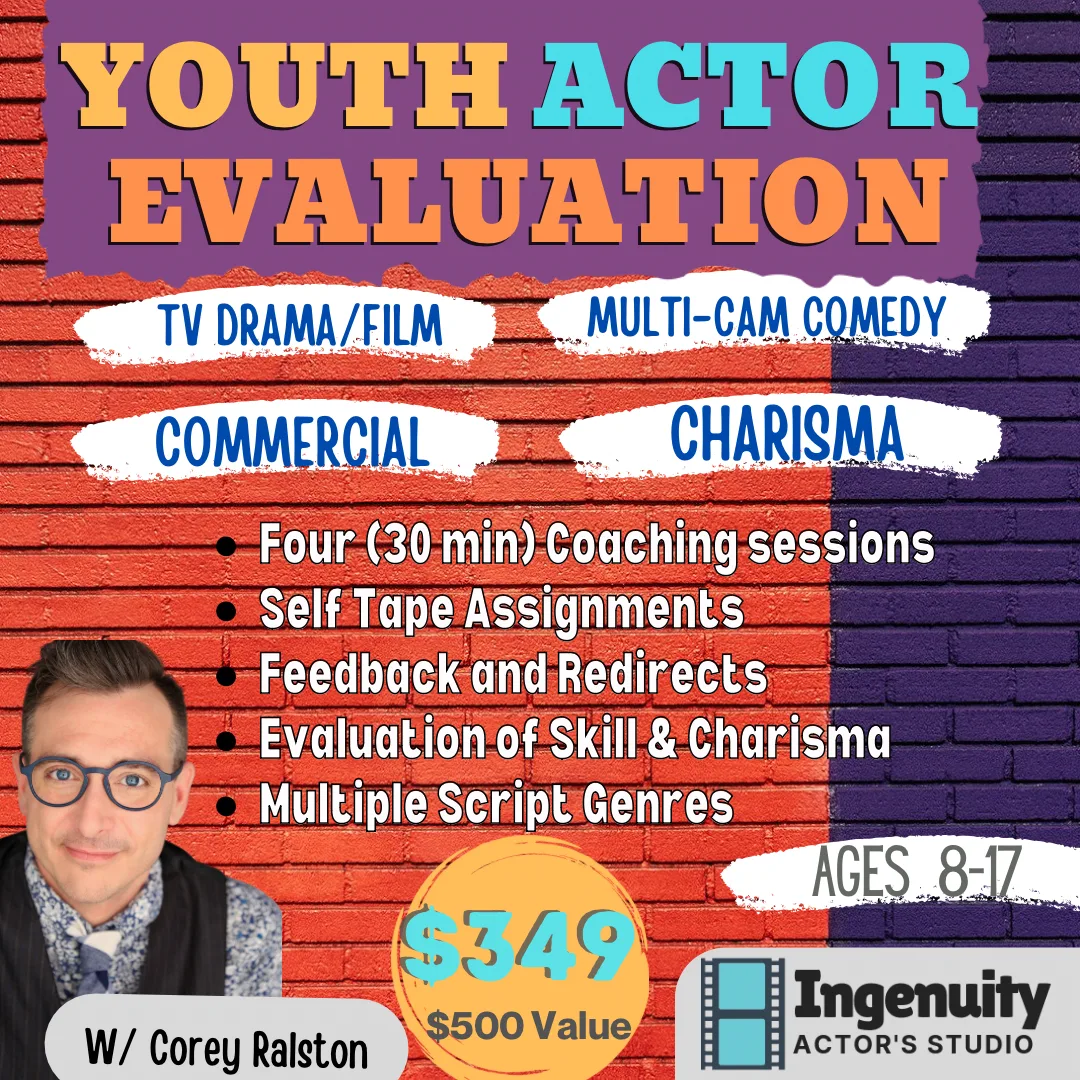 YOUTH ACTOR
EVALUATION
TV DRAMA/FILM
MULTI-CAM COMEDY
COMMERCIAL
CHARISMA
• Four (30 min) Coaching sessions
• Self Tape Assignments
• Feedback and Redirects
• Evaluation of Skill & Charisma
• Multiple Script Genres
AGES 8-17
$349
$500 Value
W/ Corey Ralston
Ingenuity
ACTOR'S STUDIO